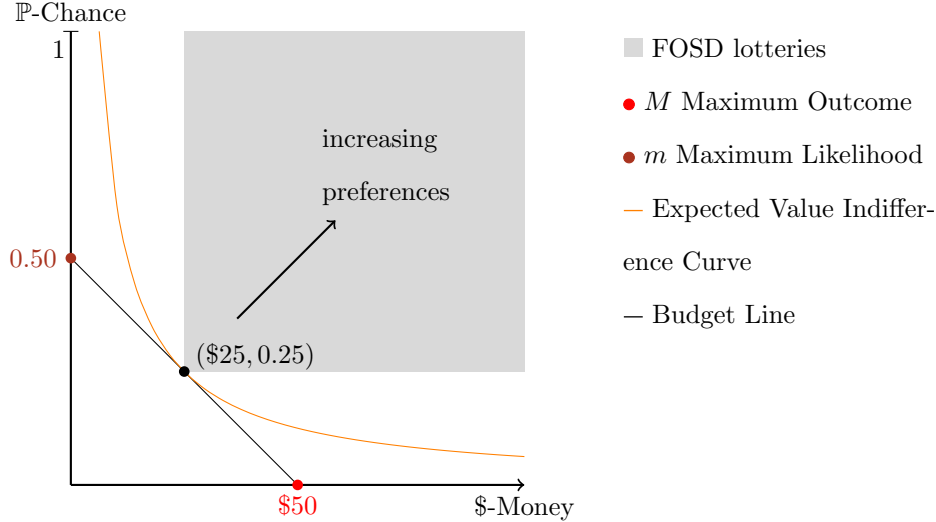 ℙ-Chance
1
increasing
preferences
0.50
($25, 0.25)
$50
$-Money
FOSD lotteries
M Maximum Outcome
m Maximum Likelihood
Expected Value Indiffer-
ence Curve
Budget Line